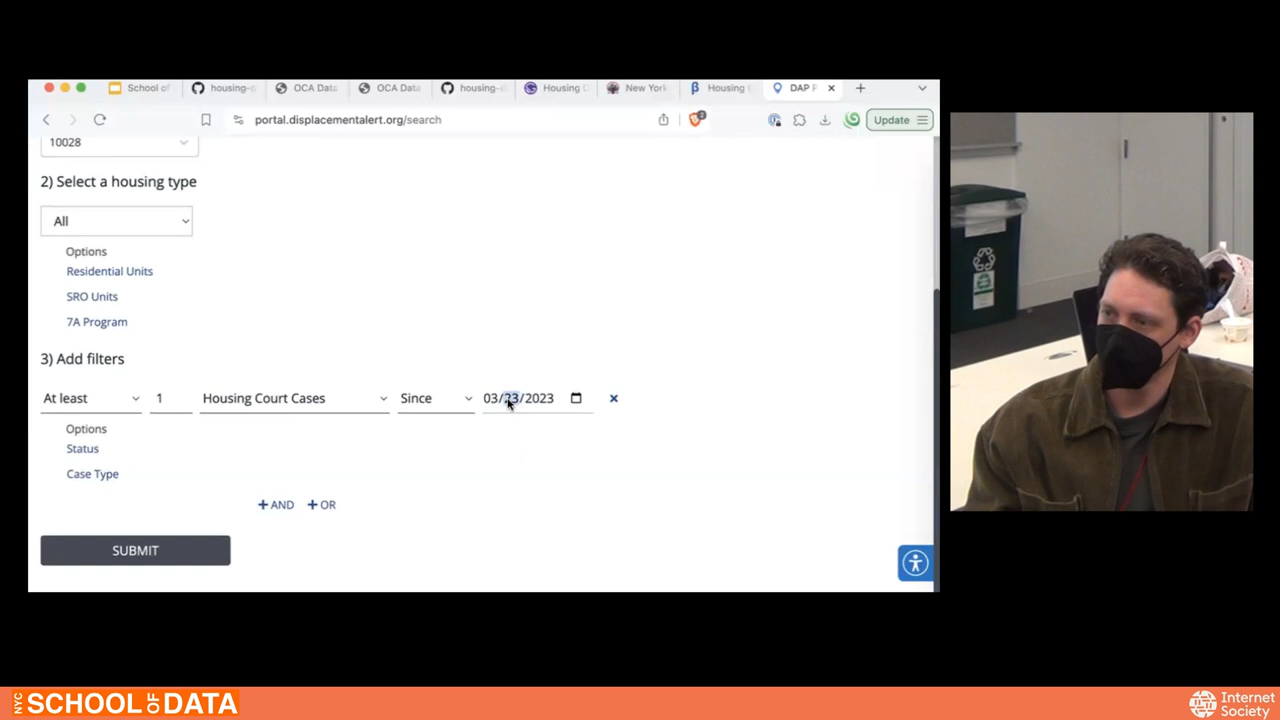 School of
housing-
OCA Data
OCA Data
housing-
Housing
New York
Housing
DAP
portal.displacementalert.org/search
2
Update
10028
2) Select a housing type
All
Options
Residential Units
SRO Units
7A Program
3) Add filters
At least 1 Housing Court Cases Since 03/23/2023
Options
Status
Case Type
+ AND + OR
SUBMIT
NYC SCHOOL OF DATA
Internet Society